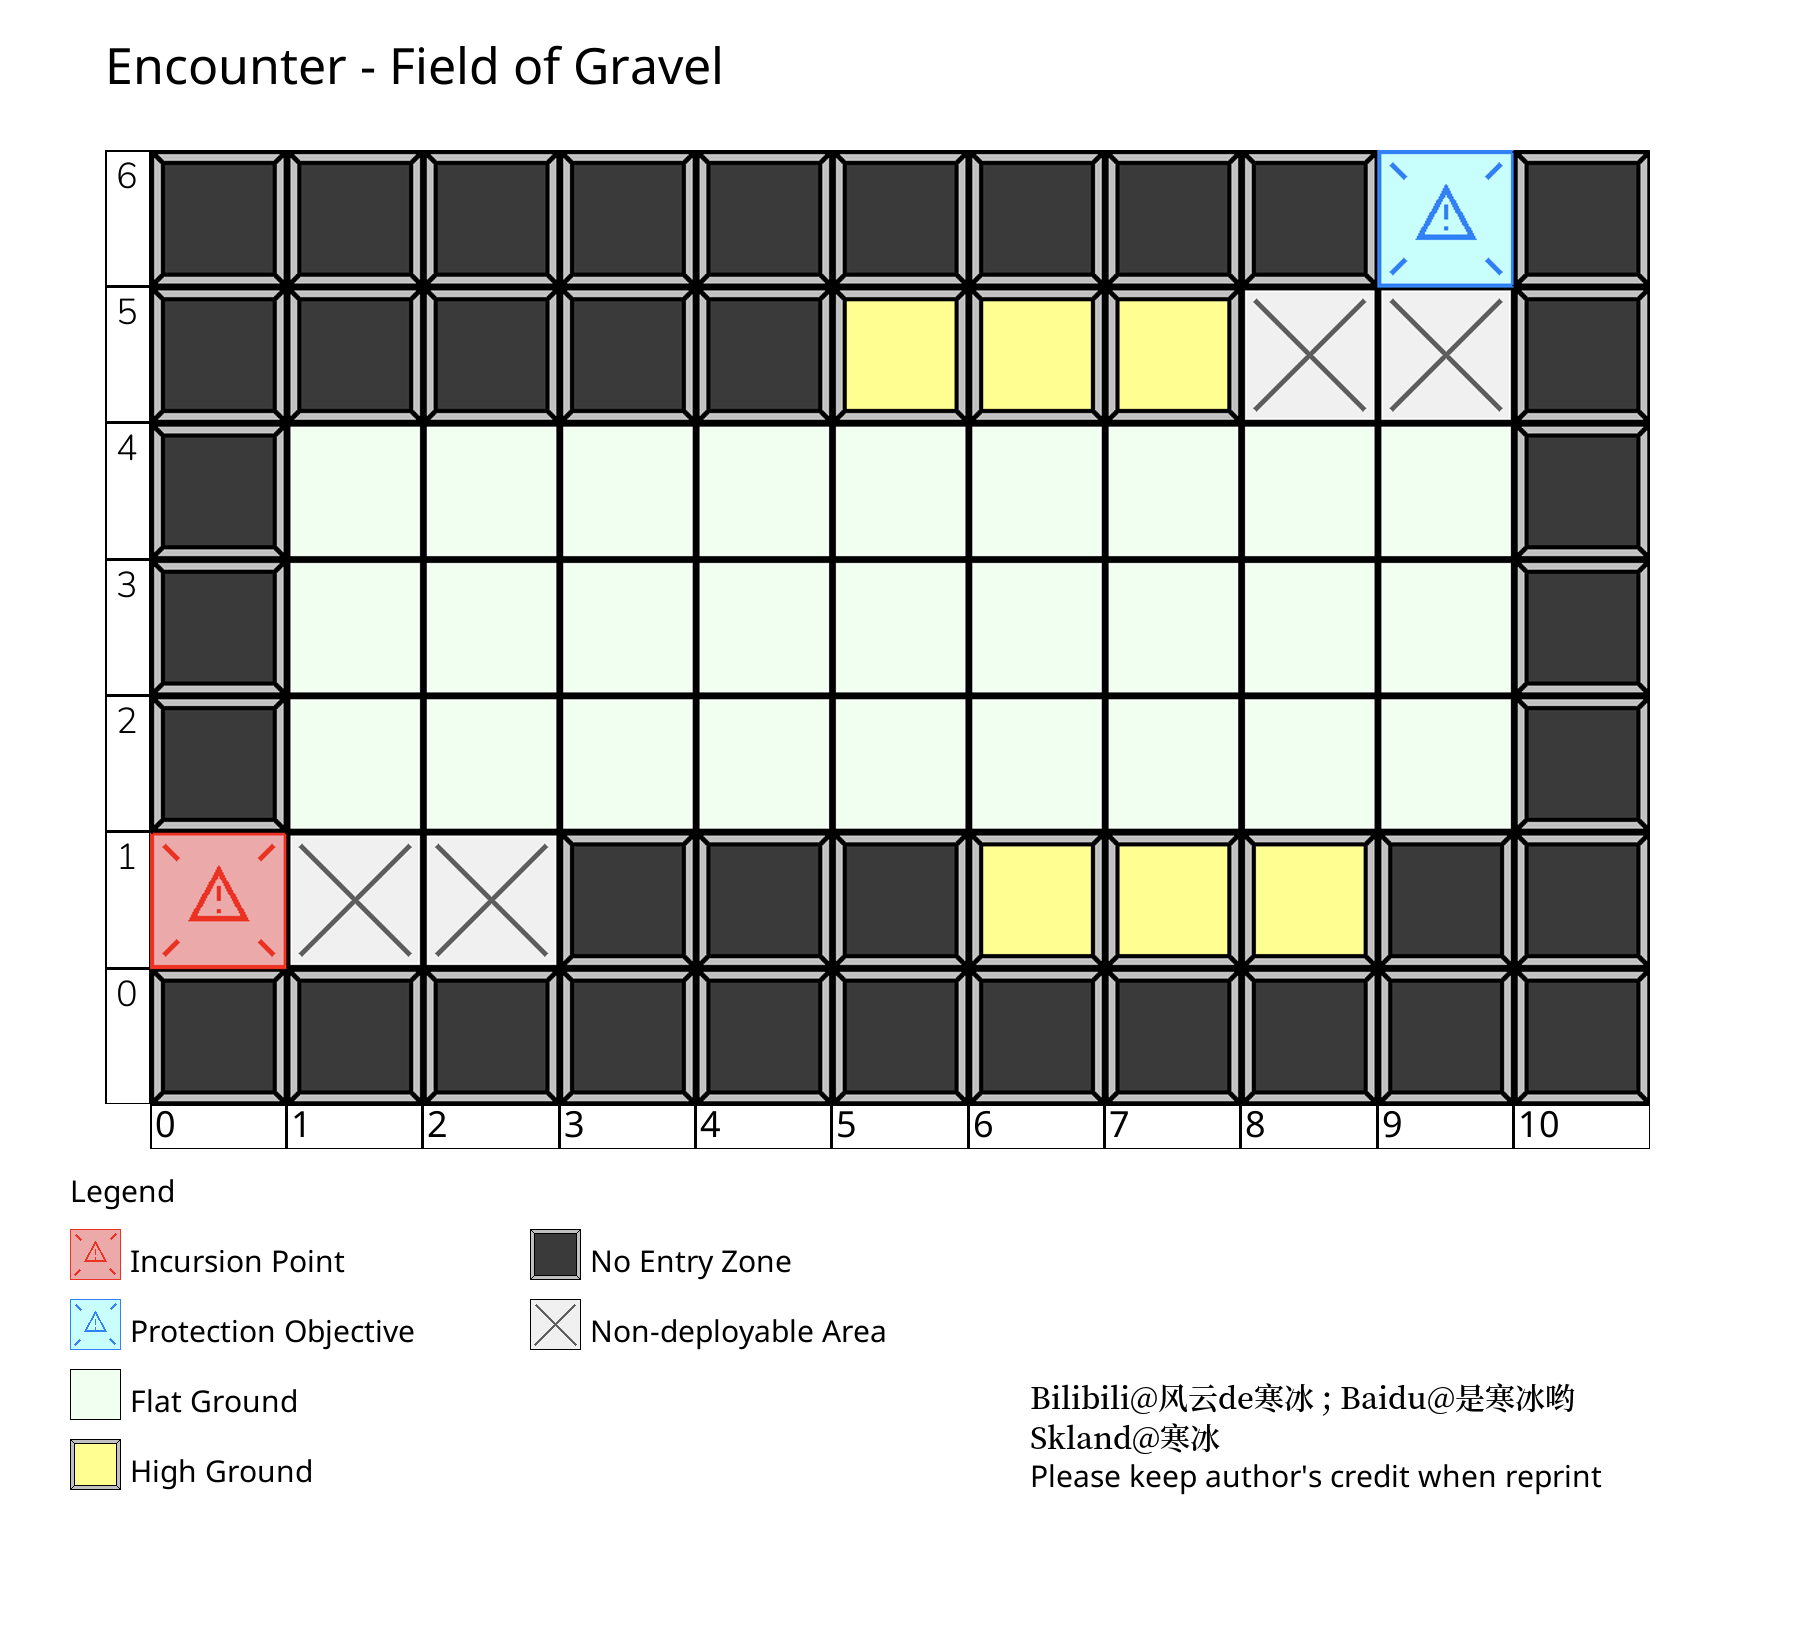 Encounter - Field of Gravel
6
5
4
3
2
1
0
0 1 2 3 4 5 6 7 8 9 10
Legend
Incursion Point
No Entry Zone
Protection Objective
Non-deployable Area
Flat Ground
High Ground
Bilibili@风云de寒冰 ; Baidu@是寒冰哟
Skland@寒冰
Please keep author's credit when reprint